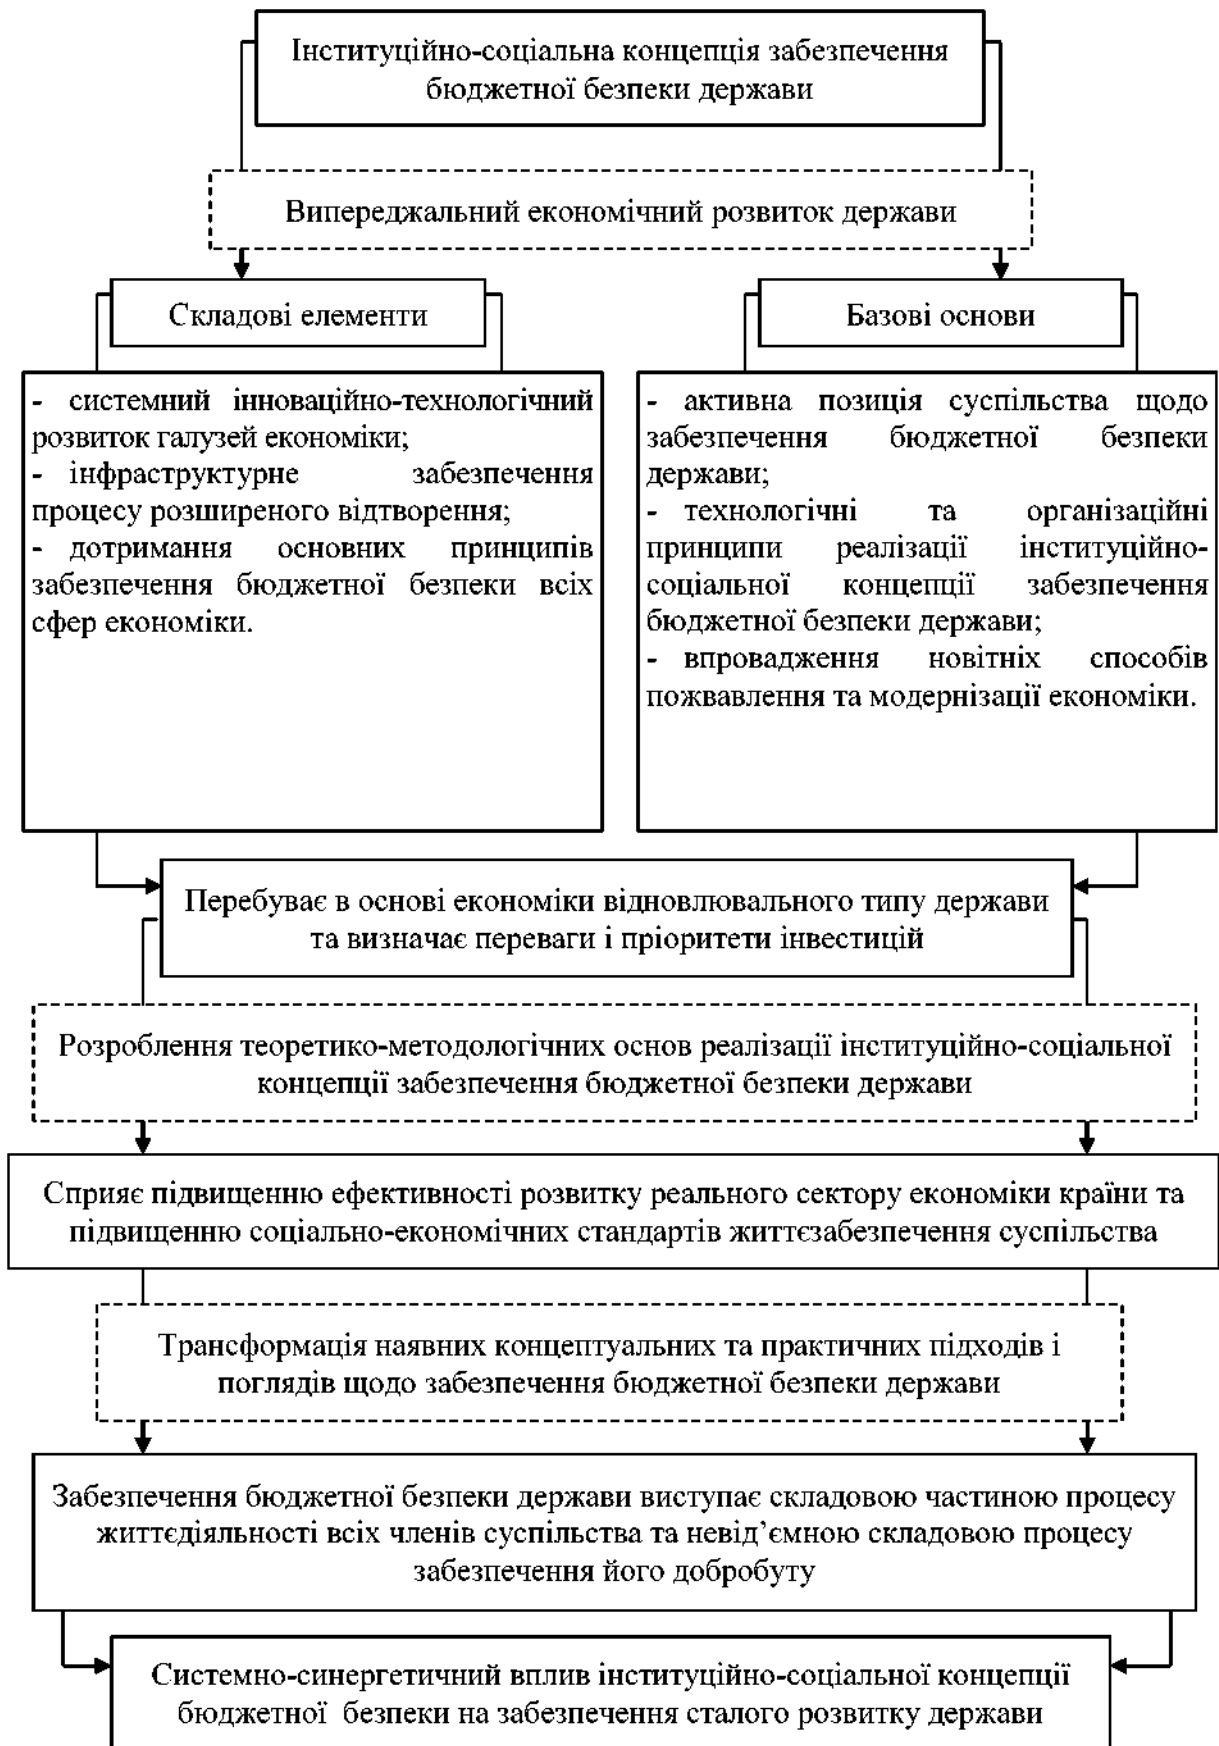 Інституційно-соціальна концепція забезпечення
бюджетної безпеки держави
Випереджальний економічний розвиток держави
Складові елементи
Базові основи
- системний інноваційно-технологічний
розвиток галузей економіки;
- інфраструктурне забезпечення
процесу розширеного відтворення;
- дотримання основних принципів
забезпечення бюджетної безпеки всіх
сфер економіки.
- активна позиція суспільства щодо
забезпечення бюджетної безпеки
держави;
- технологічні та організаційні
принципи реалізації інституційно-
соціальної концепції забезпечення
бюджетної безпеки держави;
- впровадження новітніх способів
пожвавлення та модернізації економіки.
Перебуває в основі економіки відновлювального типу держави
та визначає переваги і пріоритети інвестицій
Розроблення теоретико-методологічних основ реалізації інституційно-соціальної
концепції забезпечення бюджетної безпеки держави
Сприяє підвищенню ефективності розвитку реального сектору економіки країни та
підвищенню соціально-економічних стандартів життєзабезпечення суспільства
Трансформація наявних концептуальних та практичних підходів і
поглядів щодо забезпечення бюджетної безпеки держави
Забезпечення бюджетної безпеки держави виступає складовою частиною процесу
життєдіяльності всіх членів суспільства та невід’ємною складовою процесу
забезпечення його добробуту
Системно-синергетичний вплив інституційно-соціальної концепції
бюджетної безпеки на забезпечення сталого розвитку держави